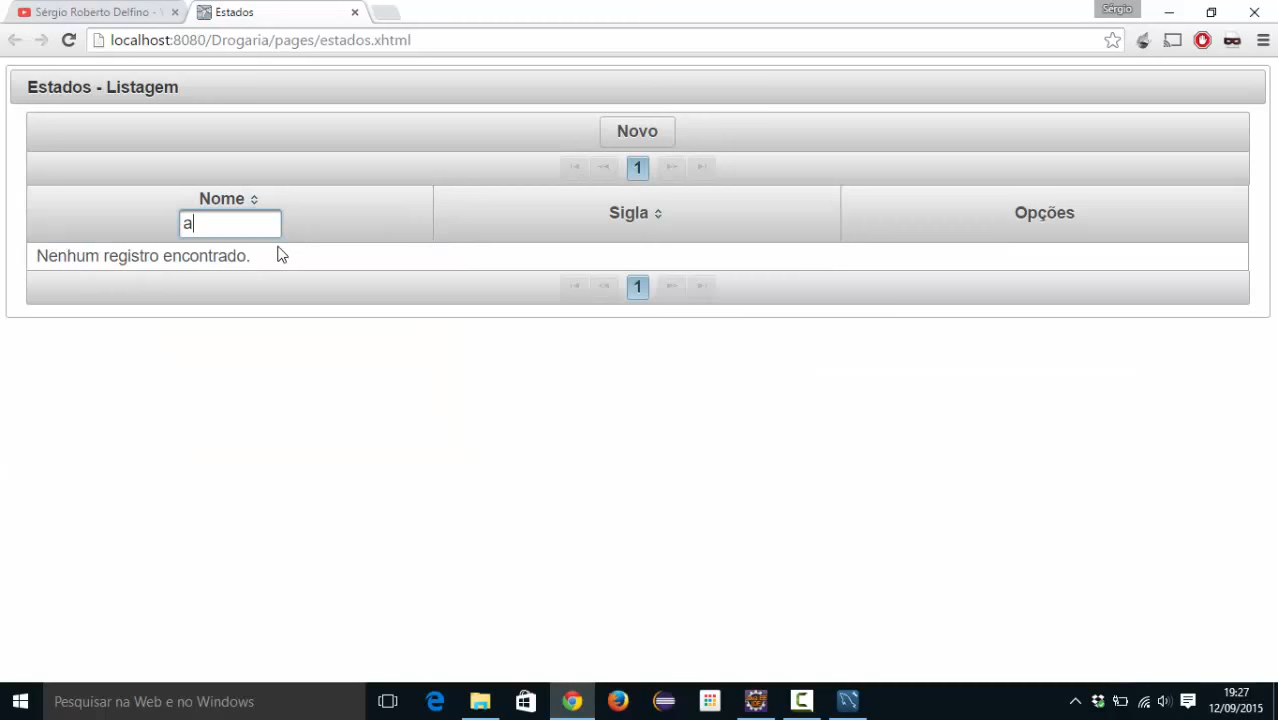 Sérgio Roberto Delfino - Y
Estados
Sérgio
localhost:8080/Drogaria/pages/estados.xhtml
Estados - Listagem
Novo
1
Nome
Sigla
Opções
a
Nenhum registro encontrado.
1
Pesquisar na Web e no Windows
19:27
12/09/2015